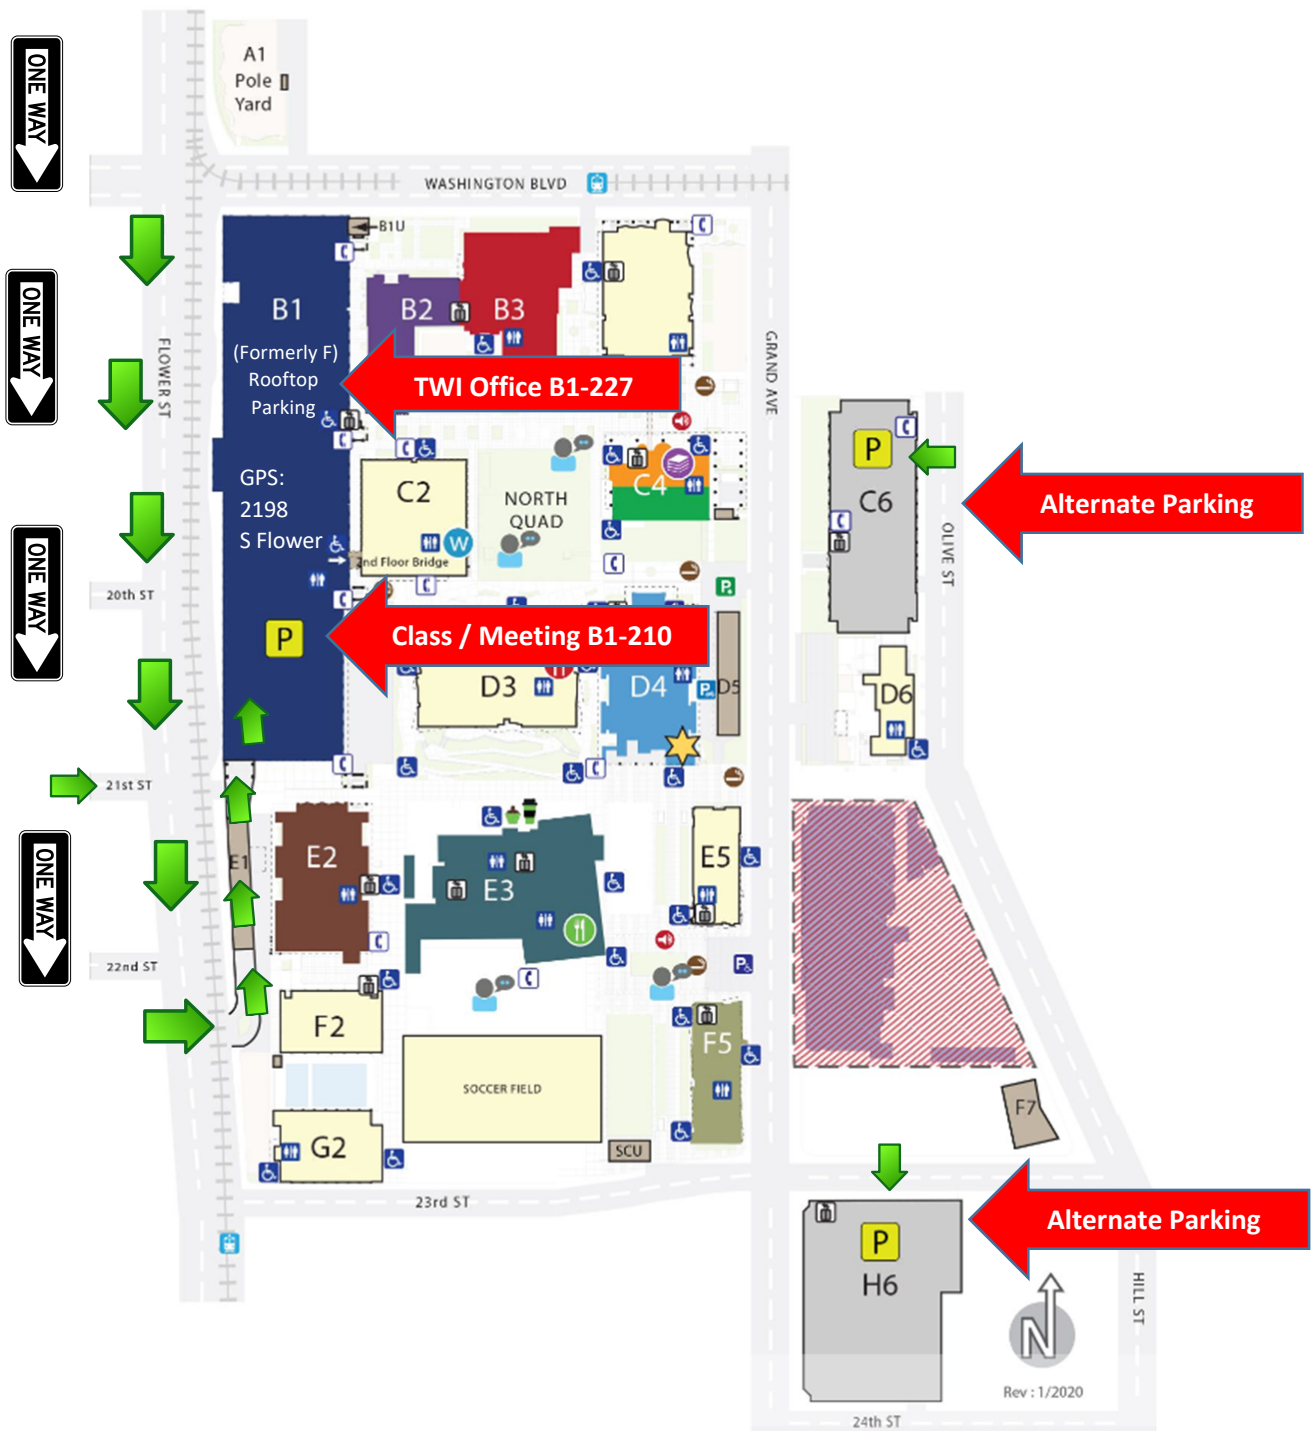 ONE WAY
A1
Pole
Yard
WASHINGTON BLVD
B1U
B1
B2
B3
ONE WAY
FLOWER ST
GRAND AVE
(Formerly F)
Rooftop
Parking
TWI Office B1-227
P
C6
Alternate Parking
OLIVE ST
GPS:
2198
S Flower
C2
W
2nd Floor Bridge
NORTH
QUAD
C4
ONE WAY
20th ST
P
P
Class / Meeting B1-210
D3
D4
P
D5
D6
21st ST
ONE WAY
E1
E2
E3
E5
22nd ST
P
F2
F5
SOCCER FIELD
F7
G2
SCU
23rd ST
Alternate Parking
P
H6
HILL ST
N
Rev : 1/2020
24th ST